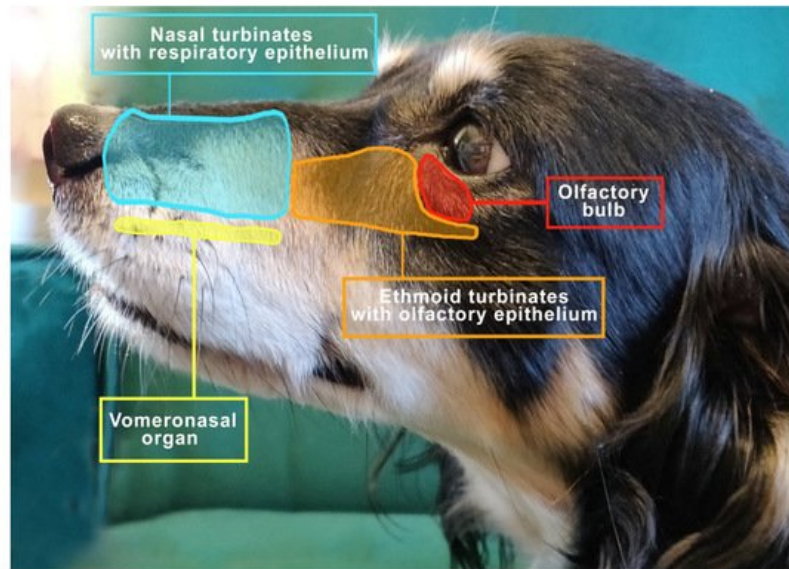 Nasal turbinates
with respiratory epithelium
Olfactory
bulb
Ethmoid turbinates
with olfactory epithelium
Vomeronasal
organ